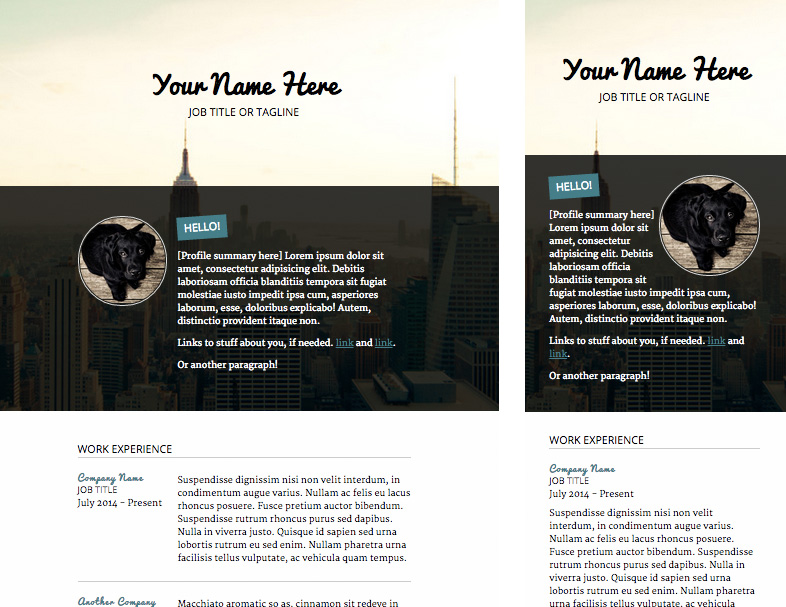 Your Name Here
JOB TITLE OR TAGLINE
HELLO!
[Profile summary here] Lorem ipsum dolor sit
amet, consectetur adipisicing elit. Debitis
laboriosam officia blanditiis tempora sit fugiat
molestiae iusto impedit ipsa cum, asperiores
laborum, esse, doloribus explicabo! Autem,
distinctio provident itaque non.
Links to stuff about you, if needed. link and link.
Or another paragraph!
WORK EXPERIENCE
Company Name
JOB TITLE
July 2014 – Present
Suspendisse dignissim nisi non velit interdum, in
condimentum augue varius. Nullam ac felis eu lacus
rhoncus posuere. Fusce pretium auctor bibendum.
Suspendisse rutrum rhoncus purus sed dapibus.
Nulla in viverra justo. Quisque id sapien sed urna
lobortis rutrum eu sed enim. Nullam pharetra urna
facilisis tellus vulputate, ac vehicula quam tempus.
Another Company
Macchiato aromatic so as, cinnamon sit redeye in
Your Name Here
JOB TITLE OR TAGLINE
HELLO!
[Profile summary here]
Lorem ipsum dolor sit
amet, consectetur
adipisicing elit. Debitis
laboriosam officia
blanditiis tempora sit
fugiat molestiae iusto impedit ipsa cum,
asperiores laborum, esse, doloribus explicabo!
Autem, distinctio provident itaque non.
Links to stuff about you, if needed. link and
link.
Or another paragraph!
WORK EXPERIENCE
Company Name
JOB TITLE
July 2014 – Present
Suspendisse dignissim nisi non velit
interdum, in condimentum augue varius.
Nullam ac felis eu lacus rhoncus posuere.
Fusce pretium auctor bibendum. Suspendisse
rutrum rhoncus purus sed dapibus. Nulla in
viverra justo. Quisque id sapien sed urna
lobortis rutrum eu sed enim. Nullam pharetra
urna facilisis tellus vulputate, ac vehicula